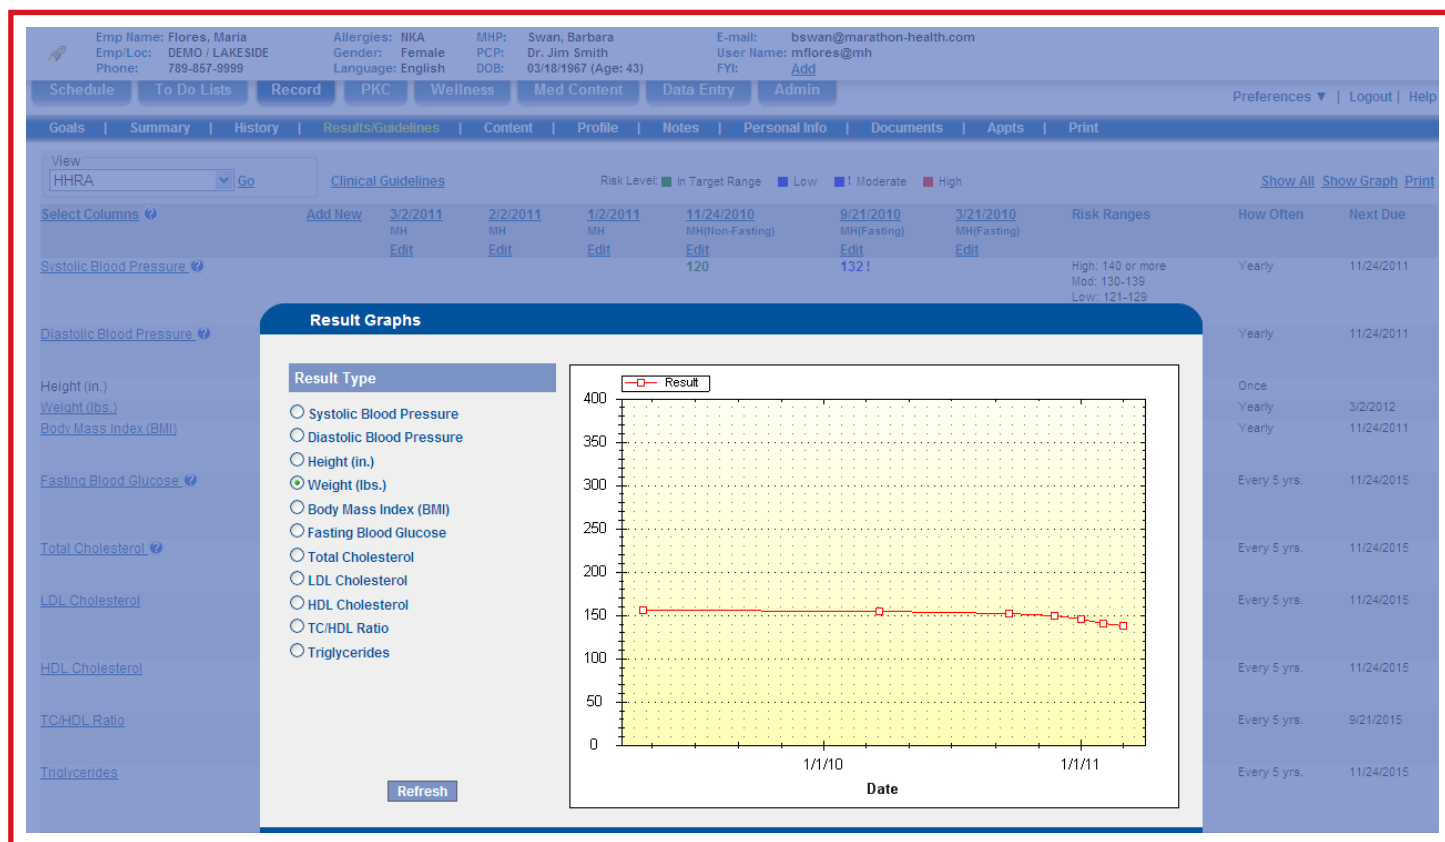 Emp Name: Flores, Maria Allergies: NKA MHP: Swan, Barbara E-mail: bswan@marathon-health.com
Emp/Loc: DEMO / LAKESIDE Gender: Female PCP: Dr. Jim Smith User Name: mflores@mh
Phone: 789-857-9999 Language: English DOB: 03/18/1967 (Age: 43) FYI: Add
Schedule To Do Lists Record PKC Wellness Med Content Data Entry Admin Preferences ▼ | Logout | Help
Goals | Summary | History | Results/Guidelines | Content | Profile | Notes | Personal Info | Documents | Appts | Print
View
HHRA Go Clinical Guidelines Risk Level: In Target Range Low ! Moderate High Show All Show Graph Print
Select Columns ? Add New 3/2/2011 2/2/2011 1/2/2011 11/24/2010 9/21/2010 3/21/2010 Risk Ranges How Often Next Due
MH MH MH MH(Non-Fasting) MH(Fasting) MH(Fasting)
Edit Edit Edit Edit Edit Edit
Systolic Blood Pressure ? 120 132 ! High: 140 or more Yearly 11/24/2011
Mod: 130-139
Low: 121-129
Result Graphs
Diastolic Blood Pressure ? Yearly 11/24/2011
Height (in.) Once
Weight (lbs.) Yearly 3/2/2012
Body Mass Index (BMI) Yearly 11/24/2011
Fasting Blood Glucose ? Every 5 yrs. 11/24/2015
Total Cholesterol ? Every 5 yrs. 11/24/2015
LDL Cholesterol Every 5 yrs. 11/24/2015
HDL Cholesterol Every 5 yrs. 11/24/2015
TC/HDL Ratio Every 5 yrs. 9/21/2015
Triglycerides Every 5 yrs. 11/24/2015
Result Type
Systolic Blood Pressure
Diastolic Blood Pressure
Height (in.)
Weight (lbs.)
Body Mass Index (BMI)
Fasting Blood Glucose
Total Cholesterol
LDL Cholesterol
HDL Cholesterol
TC/HDL Ratio
Triglycerides
Refresh
Result
400
350
300
250
200
150
100
50
0
1/1/10 1/1/11
Date